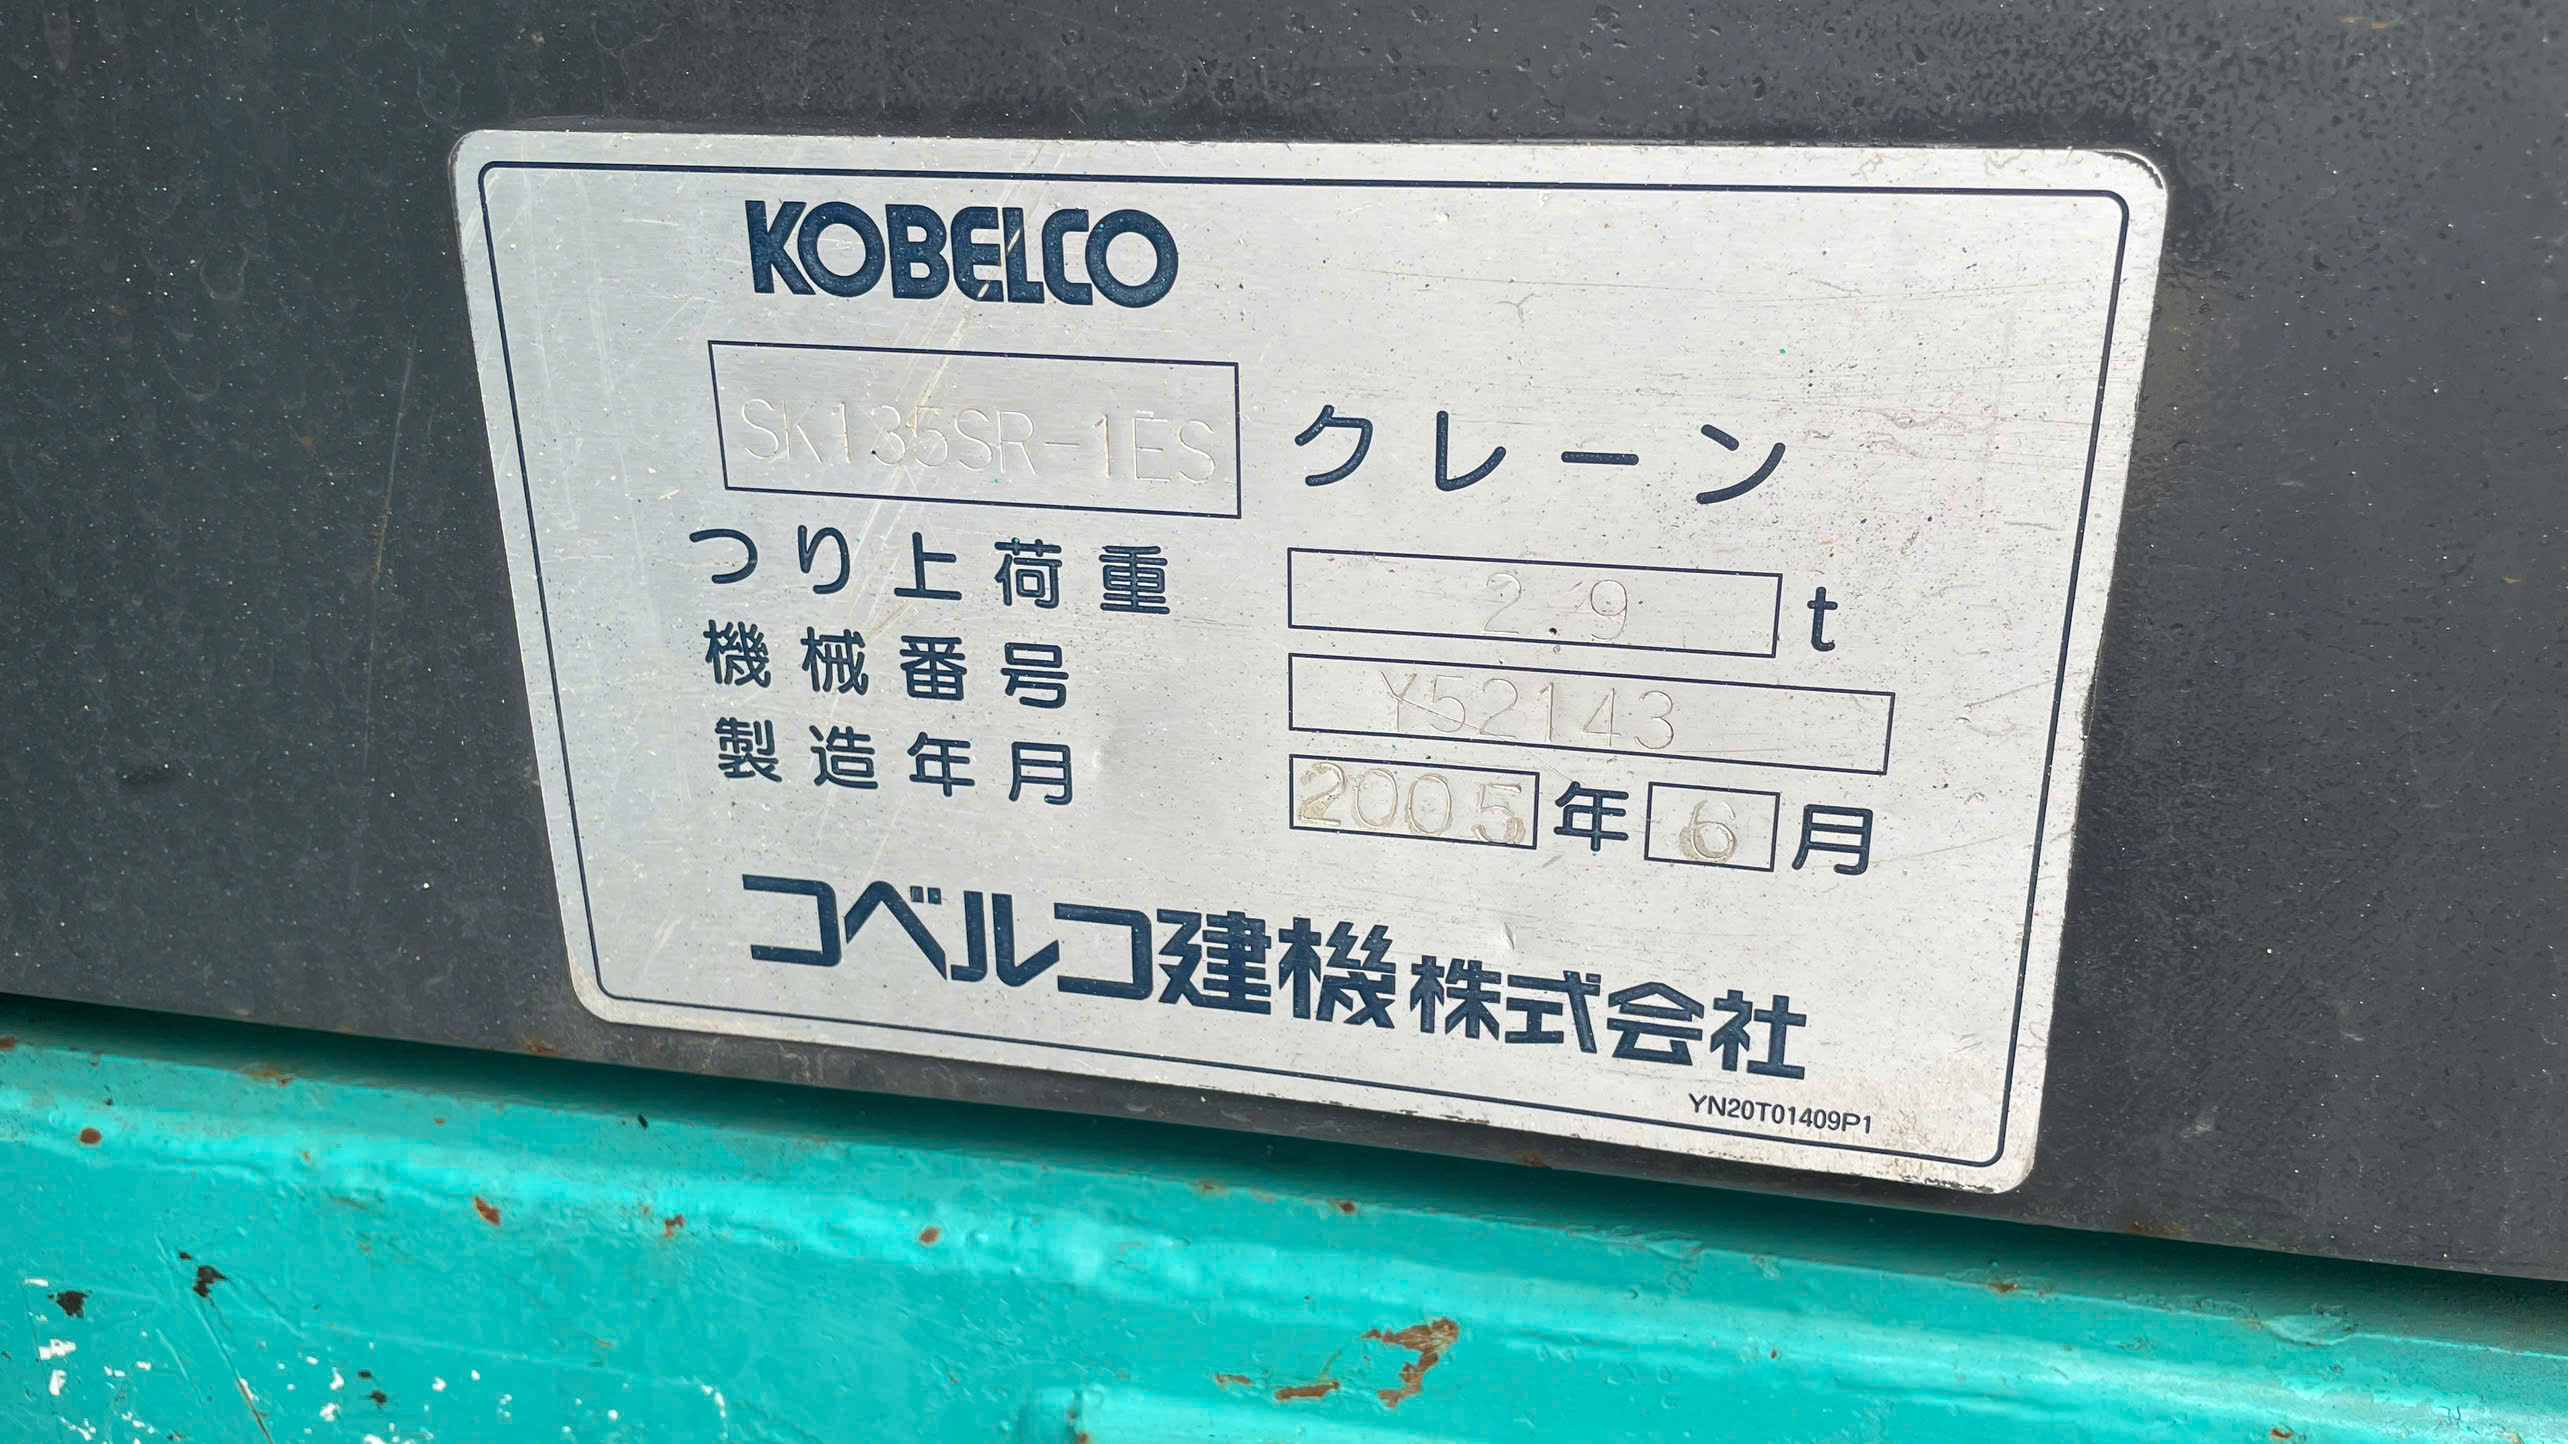 KOBELCO
SK135SR-1ES クレーン
つり上荷重 2.9 t
機械番号 Y52143
製造年月 2005年 6月
コベルコ建機株式会社
YN20T01409P1